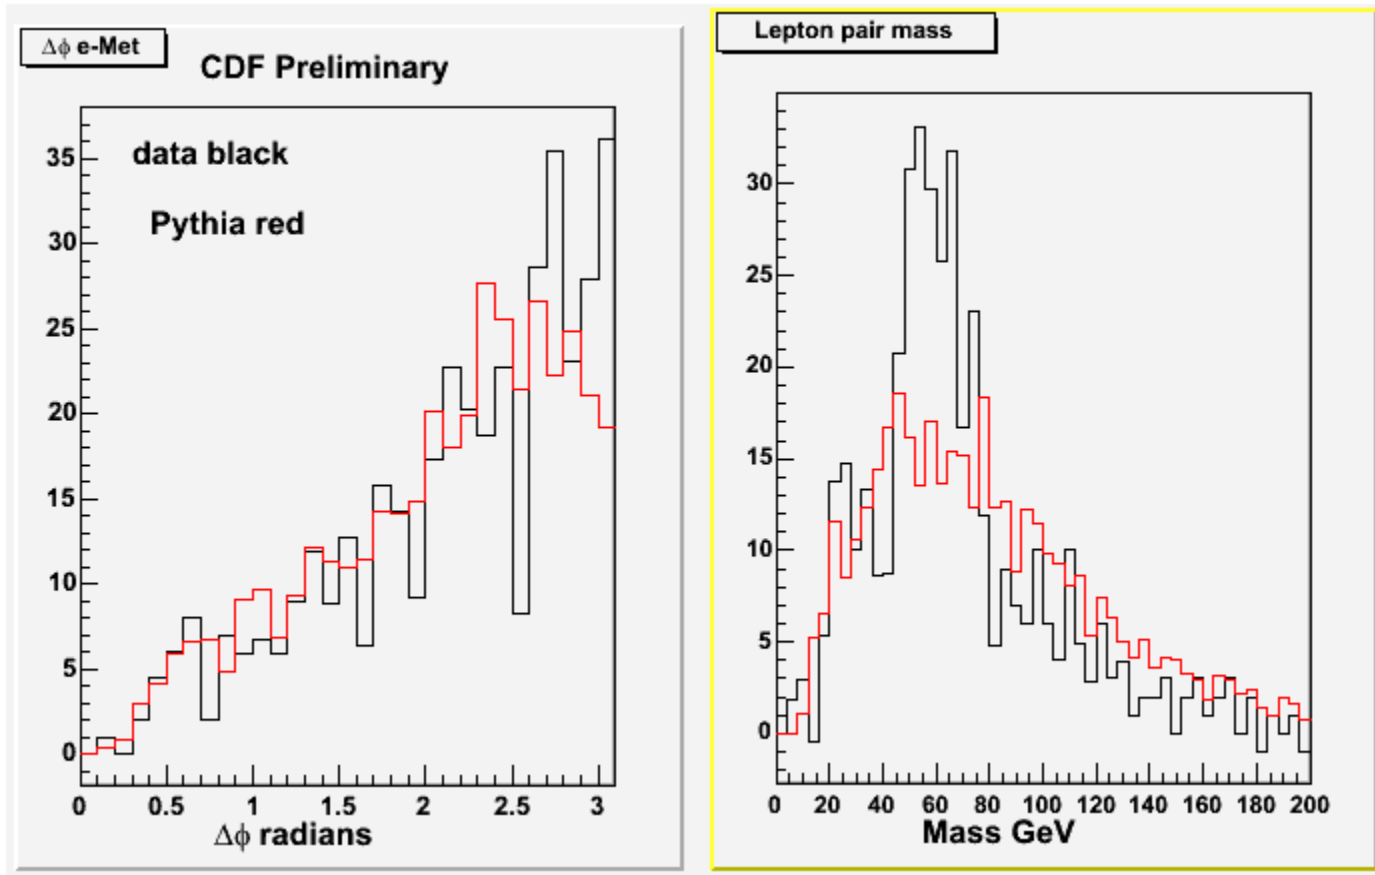 Δϕ e-Met
CDF Preliminary
data black
Pythia red
35
30
25
20
15
10
5
0
0 0.5 1 1.5 2 2.5 3
Δϕ radians
Lepton pair mass
30
25
20
15
10
5
0
0 20 40 60 80 100 120 140 160 180 200
Mass GeV